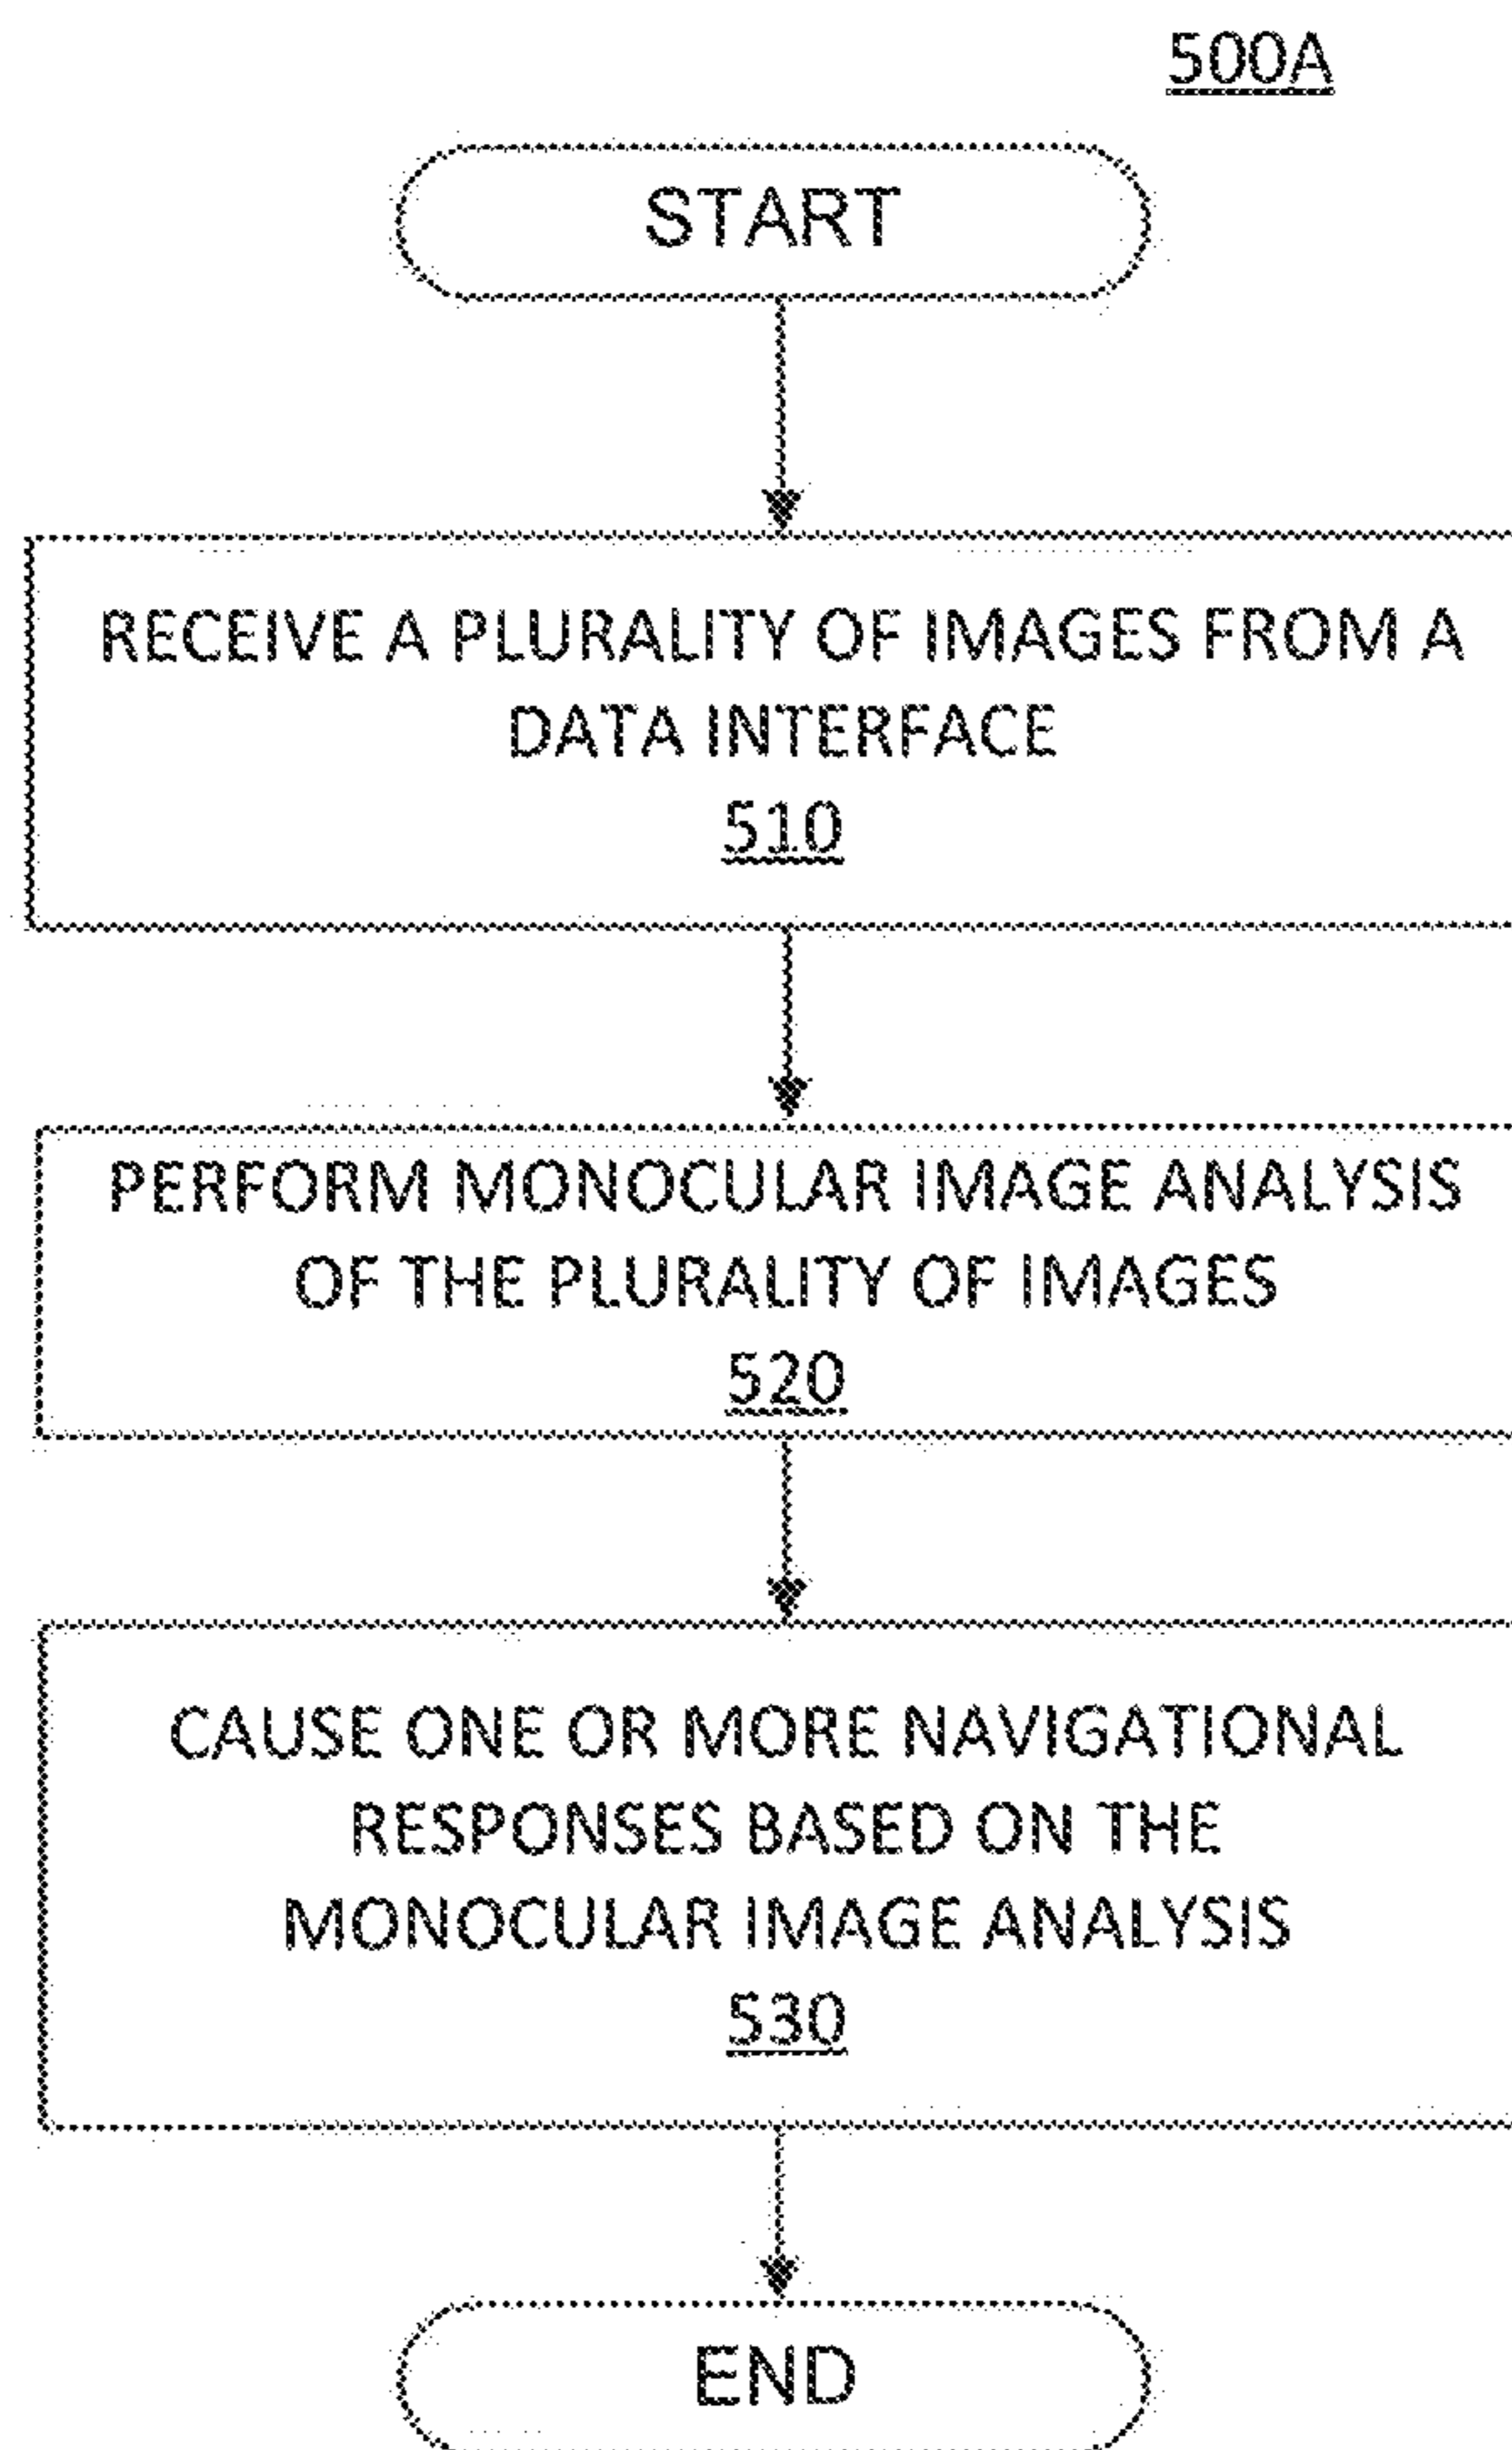 500A
START
RECEIVE A PLURALITY OF IMAGES FROM A
DATA INTERFACE
510
PERFORM MONOCULAR IMAGE ANALYSIS
OF THE PLURALITY OF IMAGES
520
CAUSE ONE OR MORE NAVIGATIONAL
RESPONSES BASED ON THE
MONOCULAR IMAGE ANALYSIS
530
END